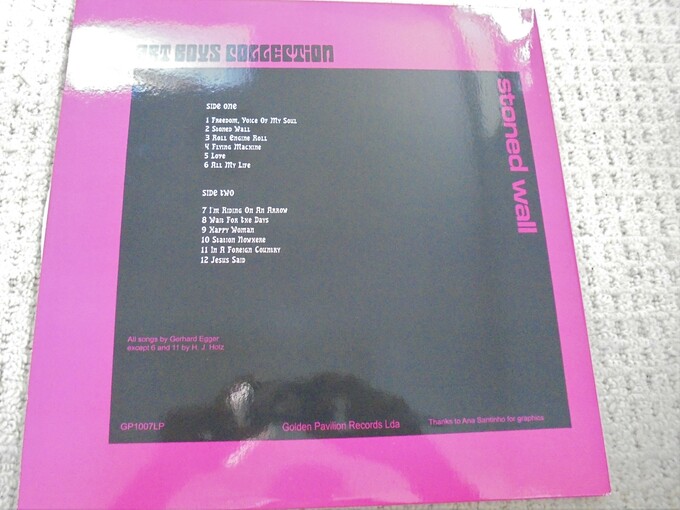 ART BOYS COLLECTION
stoned wall
SIDE ONE
1 Freedom, Voice Of My Soul
2 Stoned Wall
3 Roll Engine Roll
4 Flying Machine
5 Love
6 All My Life
SIDE TWO
7 I'm Riding On An Arrow
8 Wait For the Days
9 Happy Woman
10 Station Nowhere
11 In A Foreign Country
12 Jesus Said
All songs by Gerhard Egger
except 6 and 11 by H. J. Holz
GP1007LP
Golden Pavilion Records Lda
Thanks to Ana Santinho for graphics